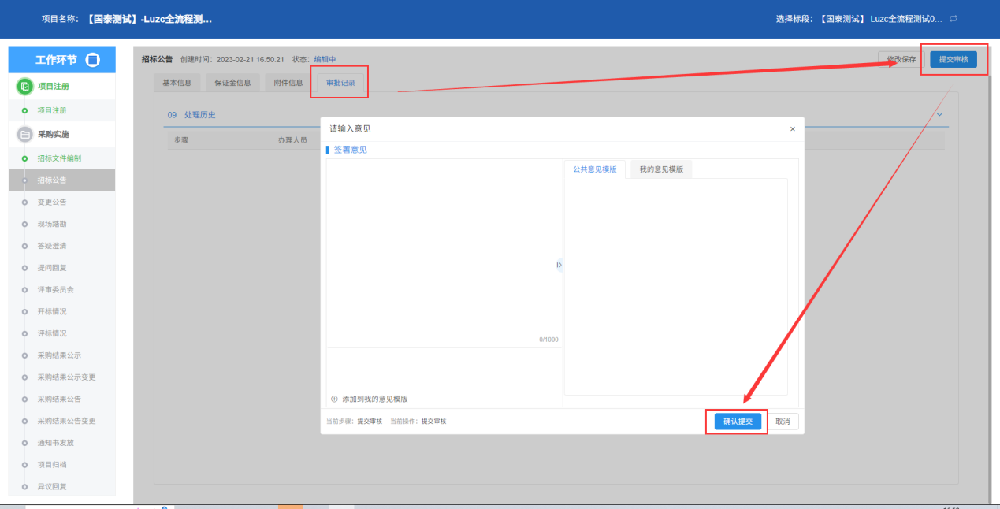 项目名称：【国泰测试】-Luzc全流程测... 选择标段：【国泰测试】-Luzc全流程测试0...
工作环节
项目注册
项目注册
采购实施
招标文件编制
招标公告
变更公告
现场踏勘
答疑澄清
提问回复
评审委员会
开标情况
评标情况
采购结果公示
采购结果公示变更
采购结果公告
采购结果公告变更
通知书发放
项目归档
异议回复
招标公告 创建时间：2023-02-21 16:50:21 状态：编辑中 修改保存 提交审核
基本信息 保证金信息 附件信息 审批记录
09 处理历史
步骤 办理人员
请输入意见 ×
签署意见
公共意见模版 我的意见模版
0/1000
添加到我的意见模版
当前步骤：提交审核 当前操作：提交审核 确认提交 取消